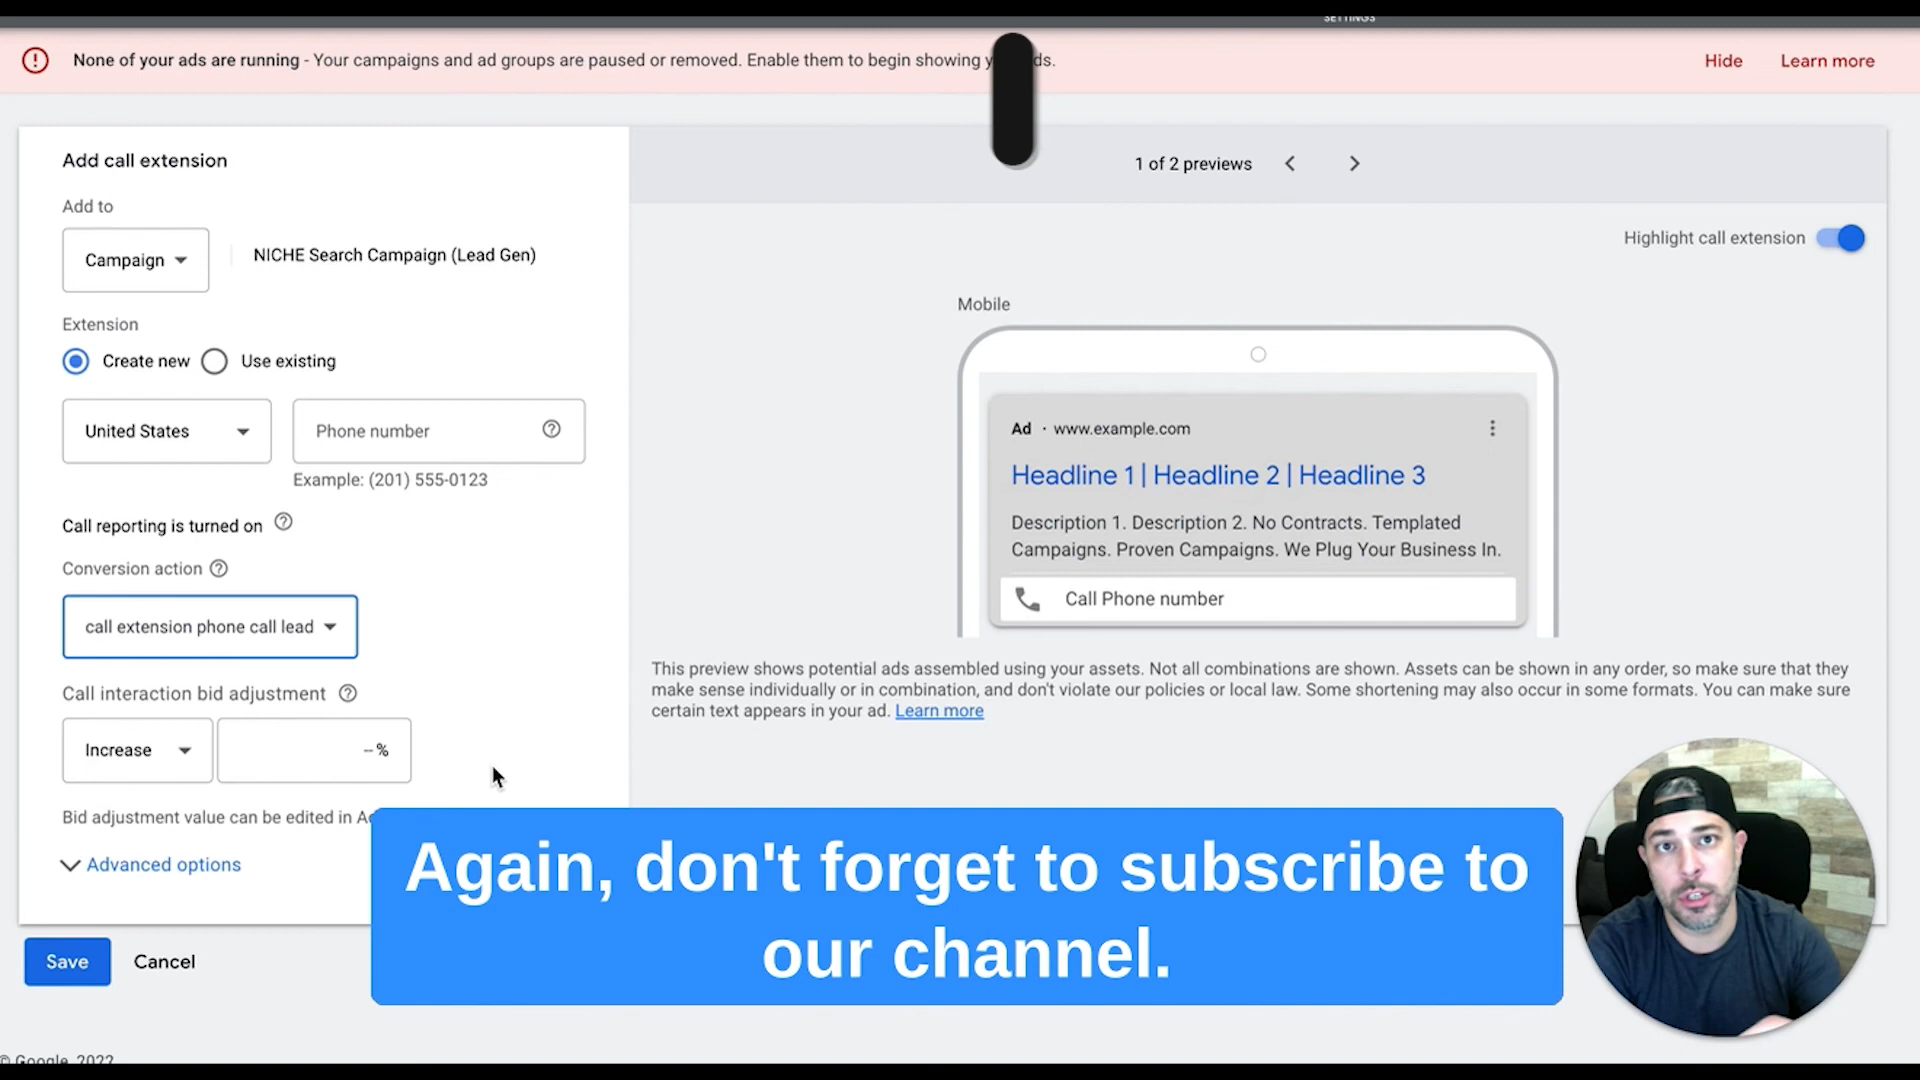 SETTINGS
None of your ads are running - Your campaigns and ad groups are paused or removed. Enable them to begin showing y ds.
Hide
Learn more
Add call extension
1 of 2 previews
Add to
Campaign
NICHE Search Campaign (Lead Gen)
Highlight call extension
Extension
Create new
Use existing
Mobile
United States
Phone number
Example: (201) 555-0123
Ad · www.example.com
Headline 1 | Headline 2 | Headline 3
Description 1. Description 2. No Contracts. Templated
Campaigns. Proven Campaigns. We Plug Your Business In.
Call Phone number
Call reporting is turned on
Conversion action
call extension phone call lead
Call interaction bid adjustment
Increase
–%
This preview shows potential ads assembled using your assets. Not all combinations are shown. Assets can be shown in any order, so make sure that they
make sense individually or in combination, and don't violate our policies or local law. Some shortening may also occur in some formats. You can make sure
certain text appears in your ad. Learn more
Bid adjustment value can be edited in
Advanced options
Again, don't forget to subscribe to
our channel.
Save
Cancel
© Google, 2022